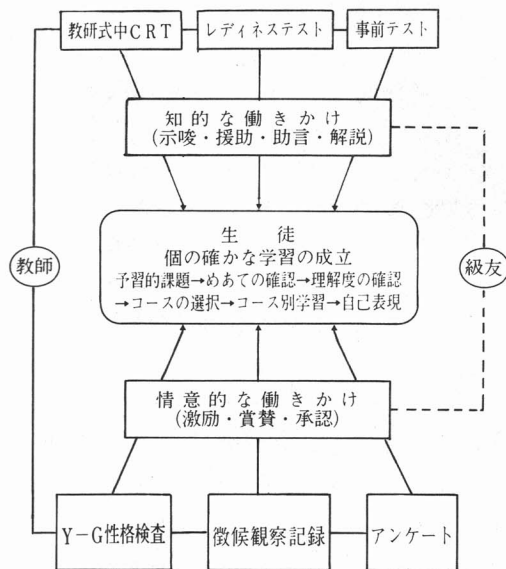 教研式中CRT
レディネステスト
事前テスト
知的な働きかけ
(示唆・援助・助言・解説)
生徒
個の確かな学習の成立
予習的課題→めあての確認→理解度の確認
→コースの選択→コース別学習→自己表現
教師
級友
情意的な働きかけ
(激励・賞賛・承認)
Y−G性格検査
徴候観察記録
アンケート